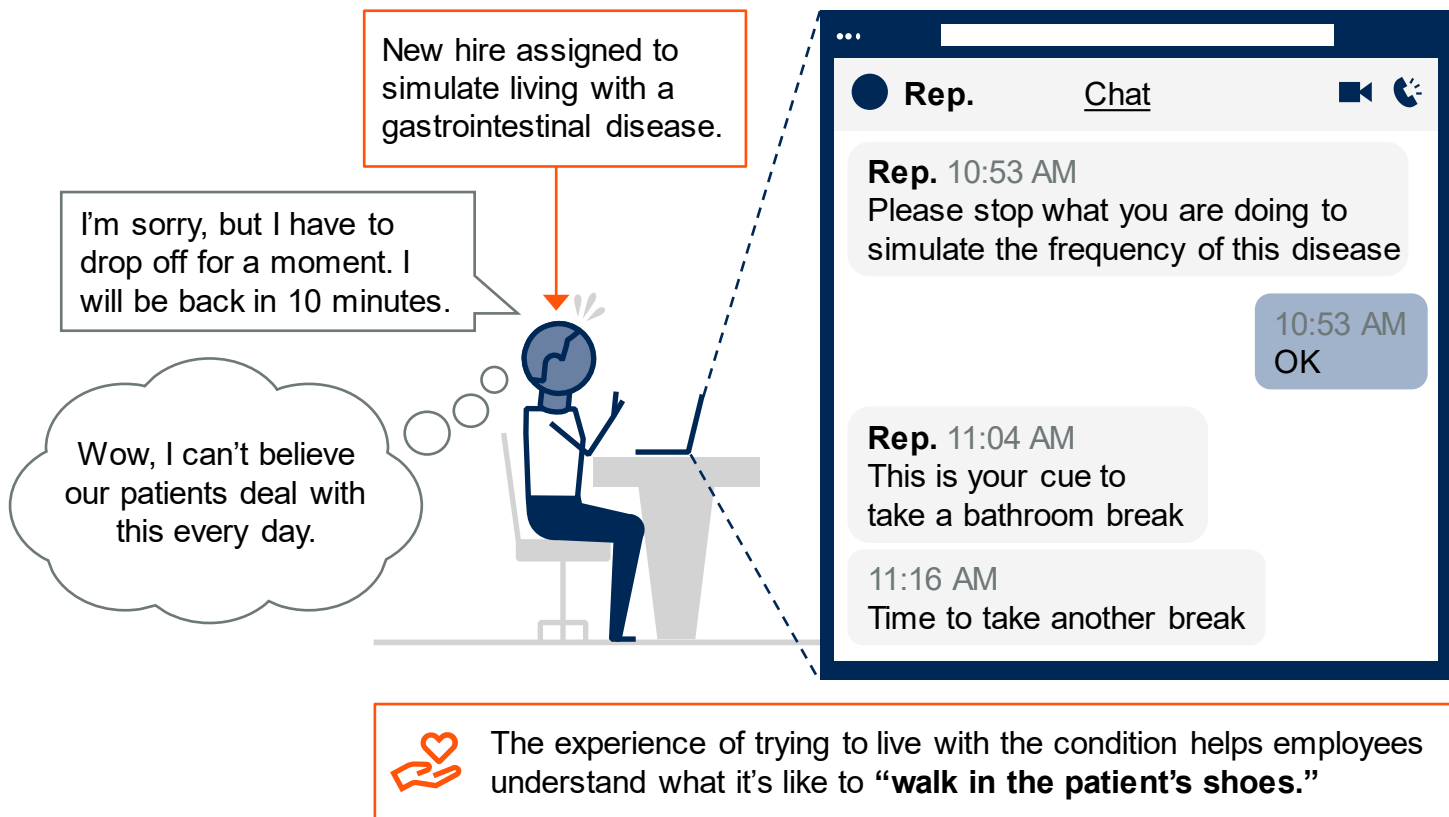 New hire assigned to
simulate living with a
gastrointestinal disease.
I’m sorry, but I have to
drop off for a moment. I
will be back in 10 minutes.
Wow, I can’t believe
our patients deal with
this every day.
Rep. Chat
Rep. 10:53 AM
Please stop what you are doing to
simulate the frequency of this disease
10:53 AM
OK
Rep. 11:04 AM
This is your cue to
take a bathroom break
11:16 AM
Time to take another break
The experience of trying to live with the condition helps employees
understand what it’s like to “walk in the patient’s shoes.”